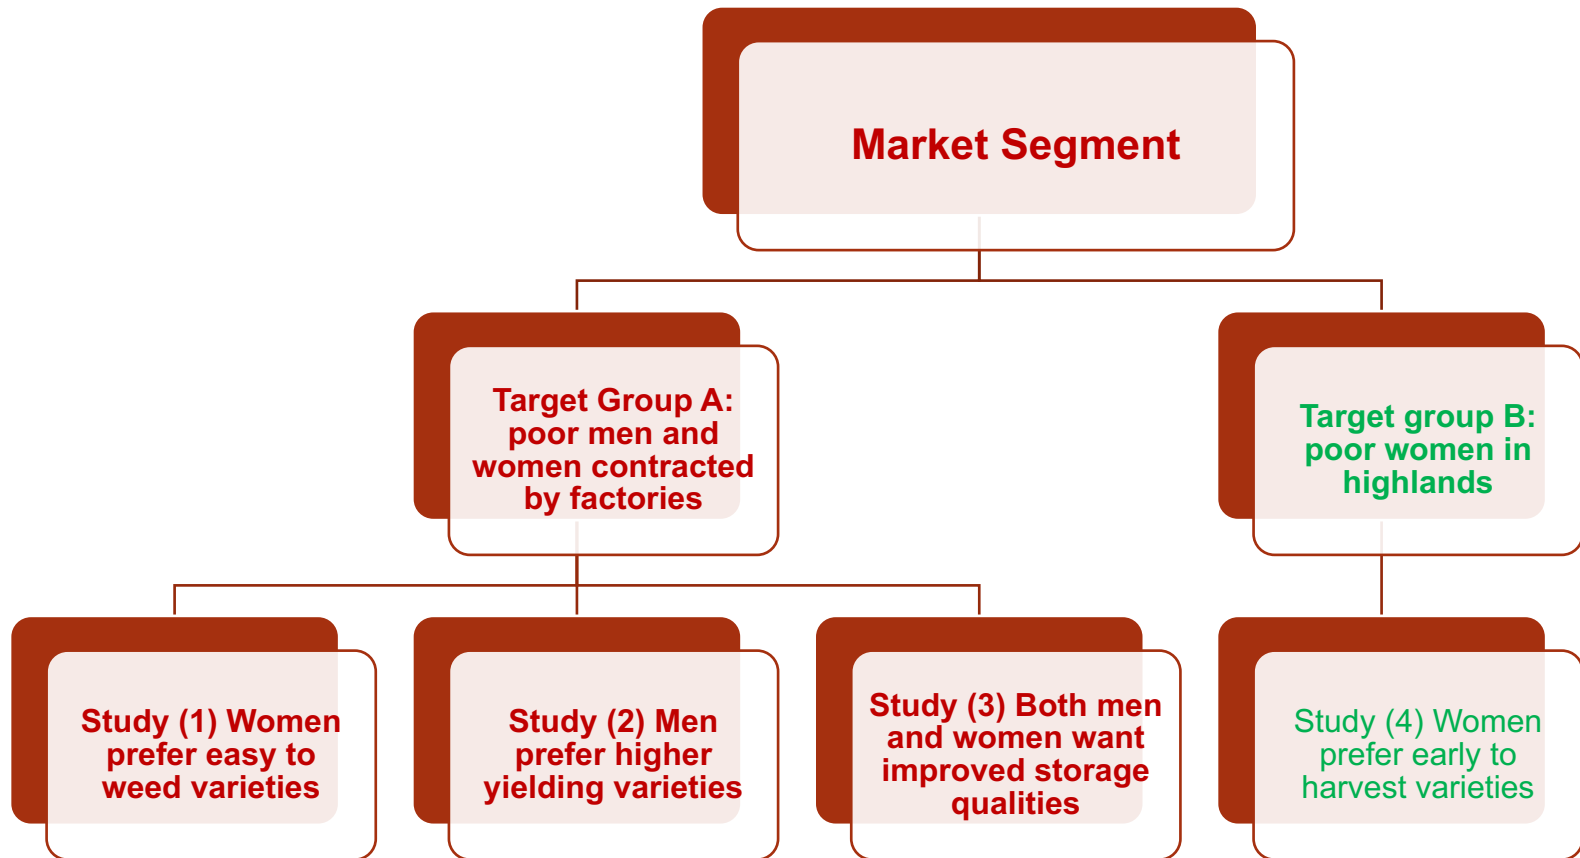 Market Segment
Target Group A:
poor men and
women contracted
by factories
Target group B:
poor women in
highlands
Study (1) Women
prefer easy to
weed varieties
Study (2) Men
prefer higher
yielding varieties
Study (3) Both men
and women want
improved storage
qualities
Study (4) Women
prefer early to
harvest varieties